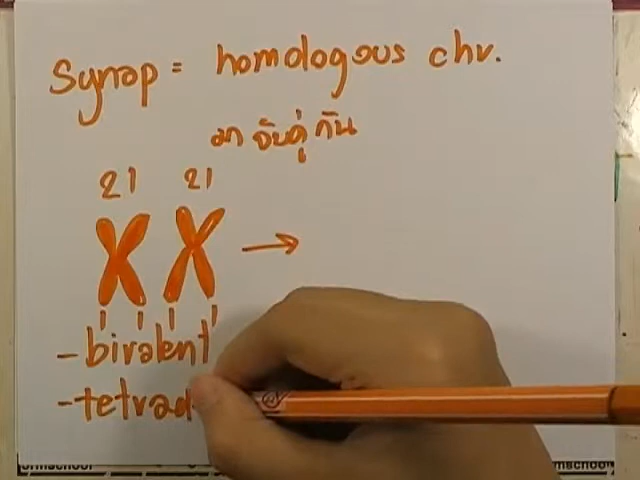 Synap = homologous chr.
มาจับคู่กัน
21 21
bivalent
-tetrad